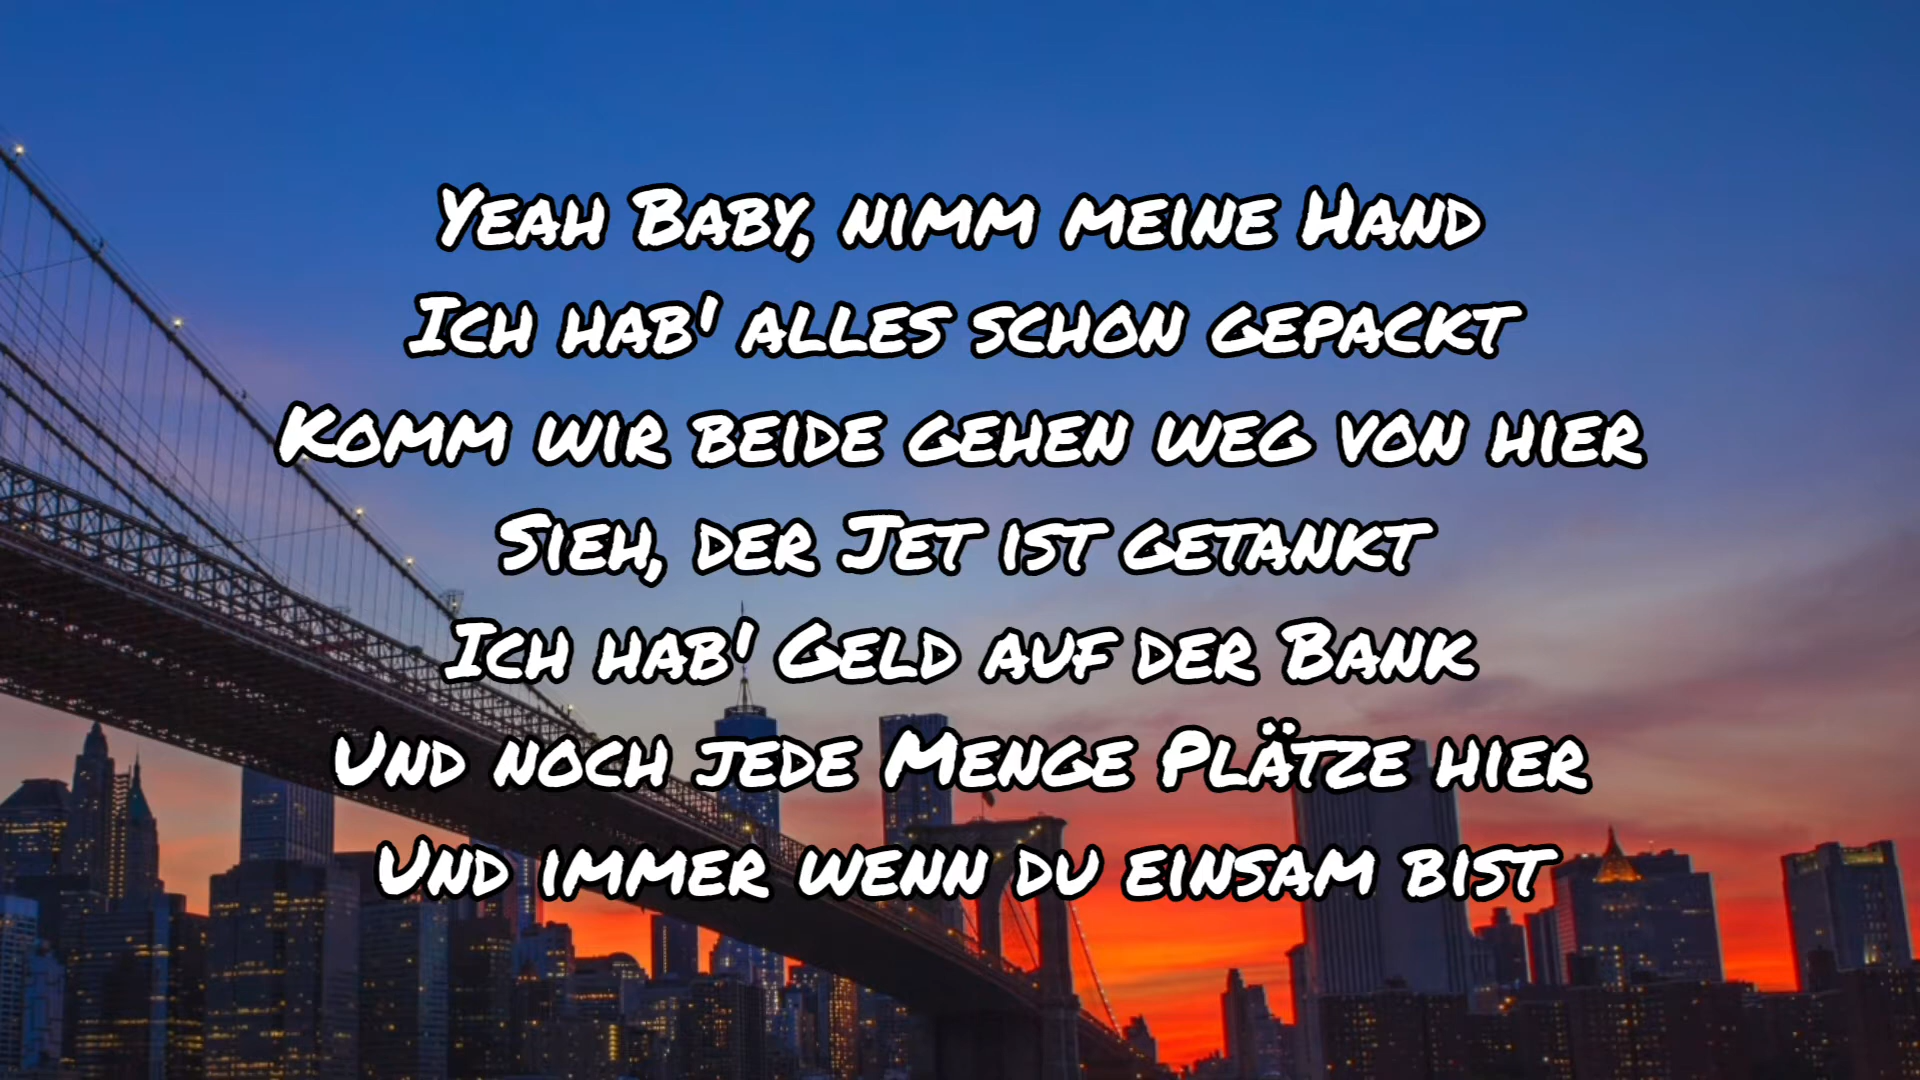 Yeah Baby, nimm meine Hand
Ich hab' alles schon gepackt
Komm wir beide gehen weg von hier
Sieh, der Jet ist getankt
Ich hab' Geld auf der Bank
Und noch jede Menge Plätze hier
Und immer wenn du einsam bist